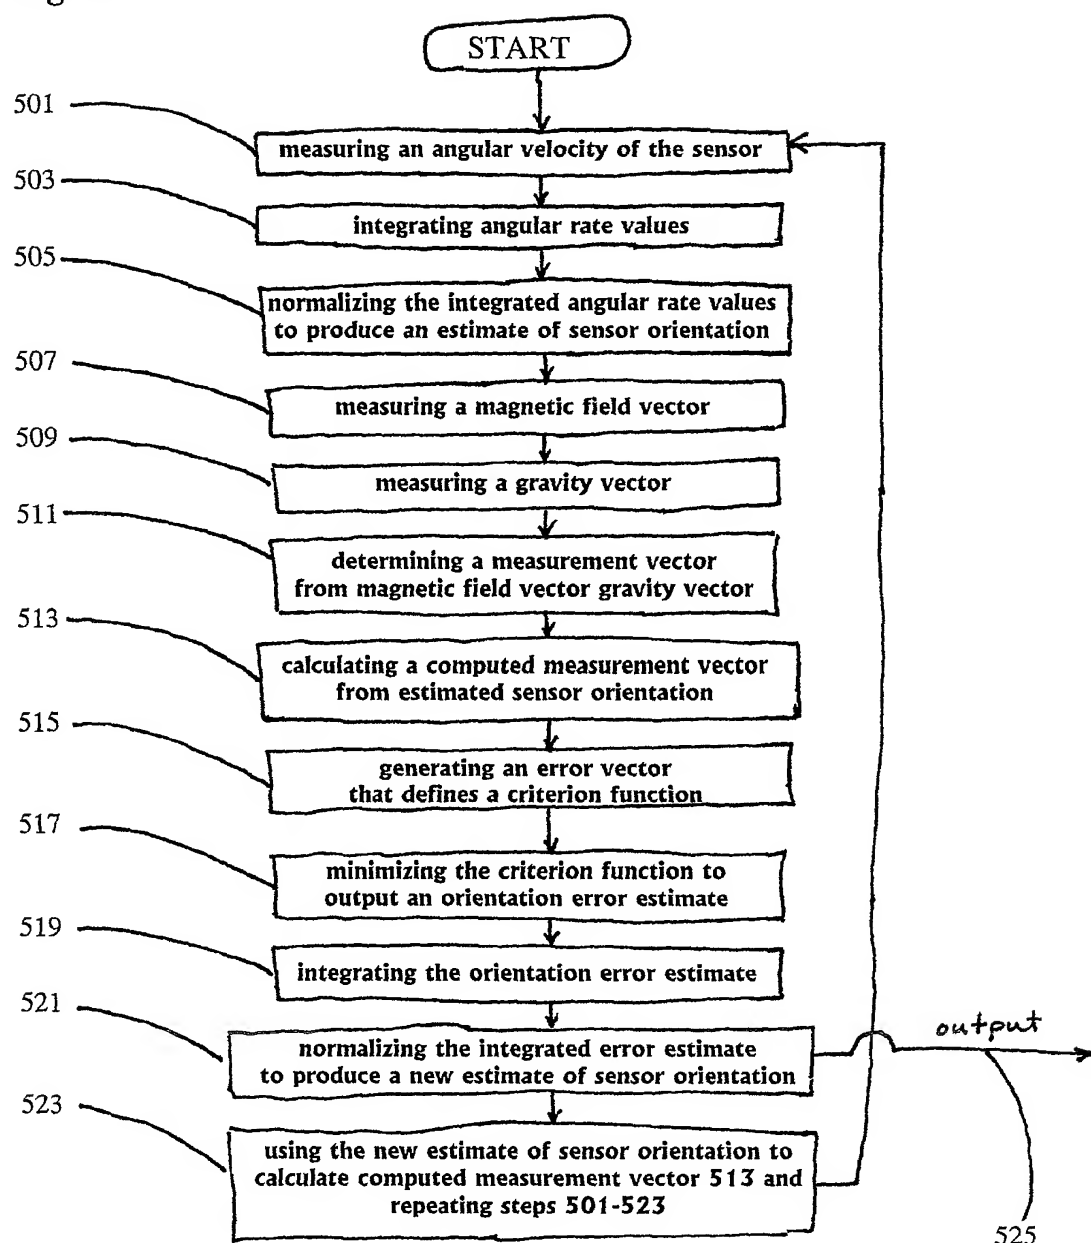 START
501
measuring an angular velocity of the sensor
503
integrating angular rate values
505
normalizing the integrated angular rate values
to produce an estimate of sensor orientation
507
measuring a magnetic field vector
509
measuring a gravity vector
511
determining a measurement vector
from magnetic field vector gravity vector
513
calculating a computed measurement vector
from estimated sensor orientation
515
generating an error vector
that defines a criterion function
517
minimizing the criterion function to
output an orientation error estimate
519
integrating the orientation error estimate
521
normalizing the integrated error estimate
to produce a new estimate of sensor orientation
output
523
using the new estimate of sensor orientation to
calculate computed measurement vector 513 and
repeating steps 501-523
525